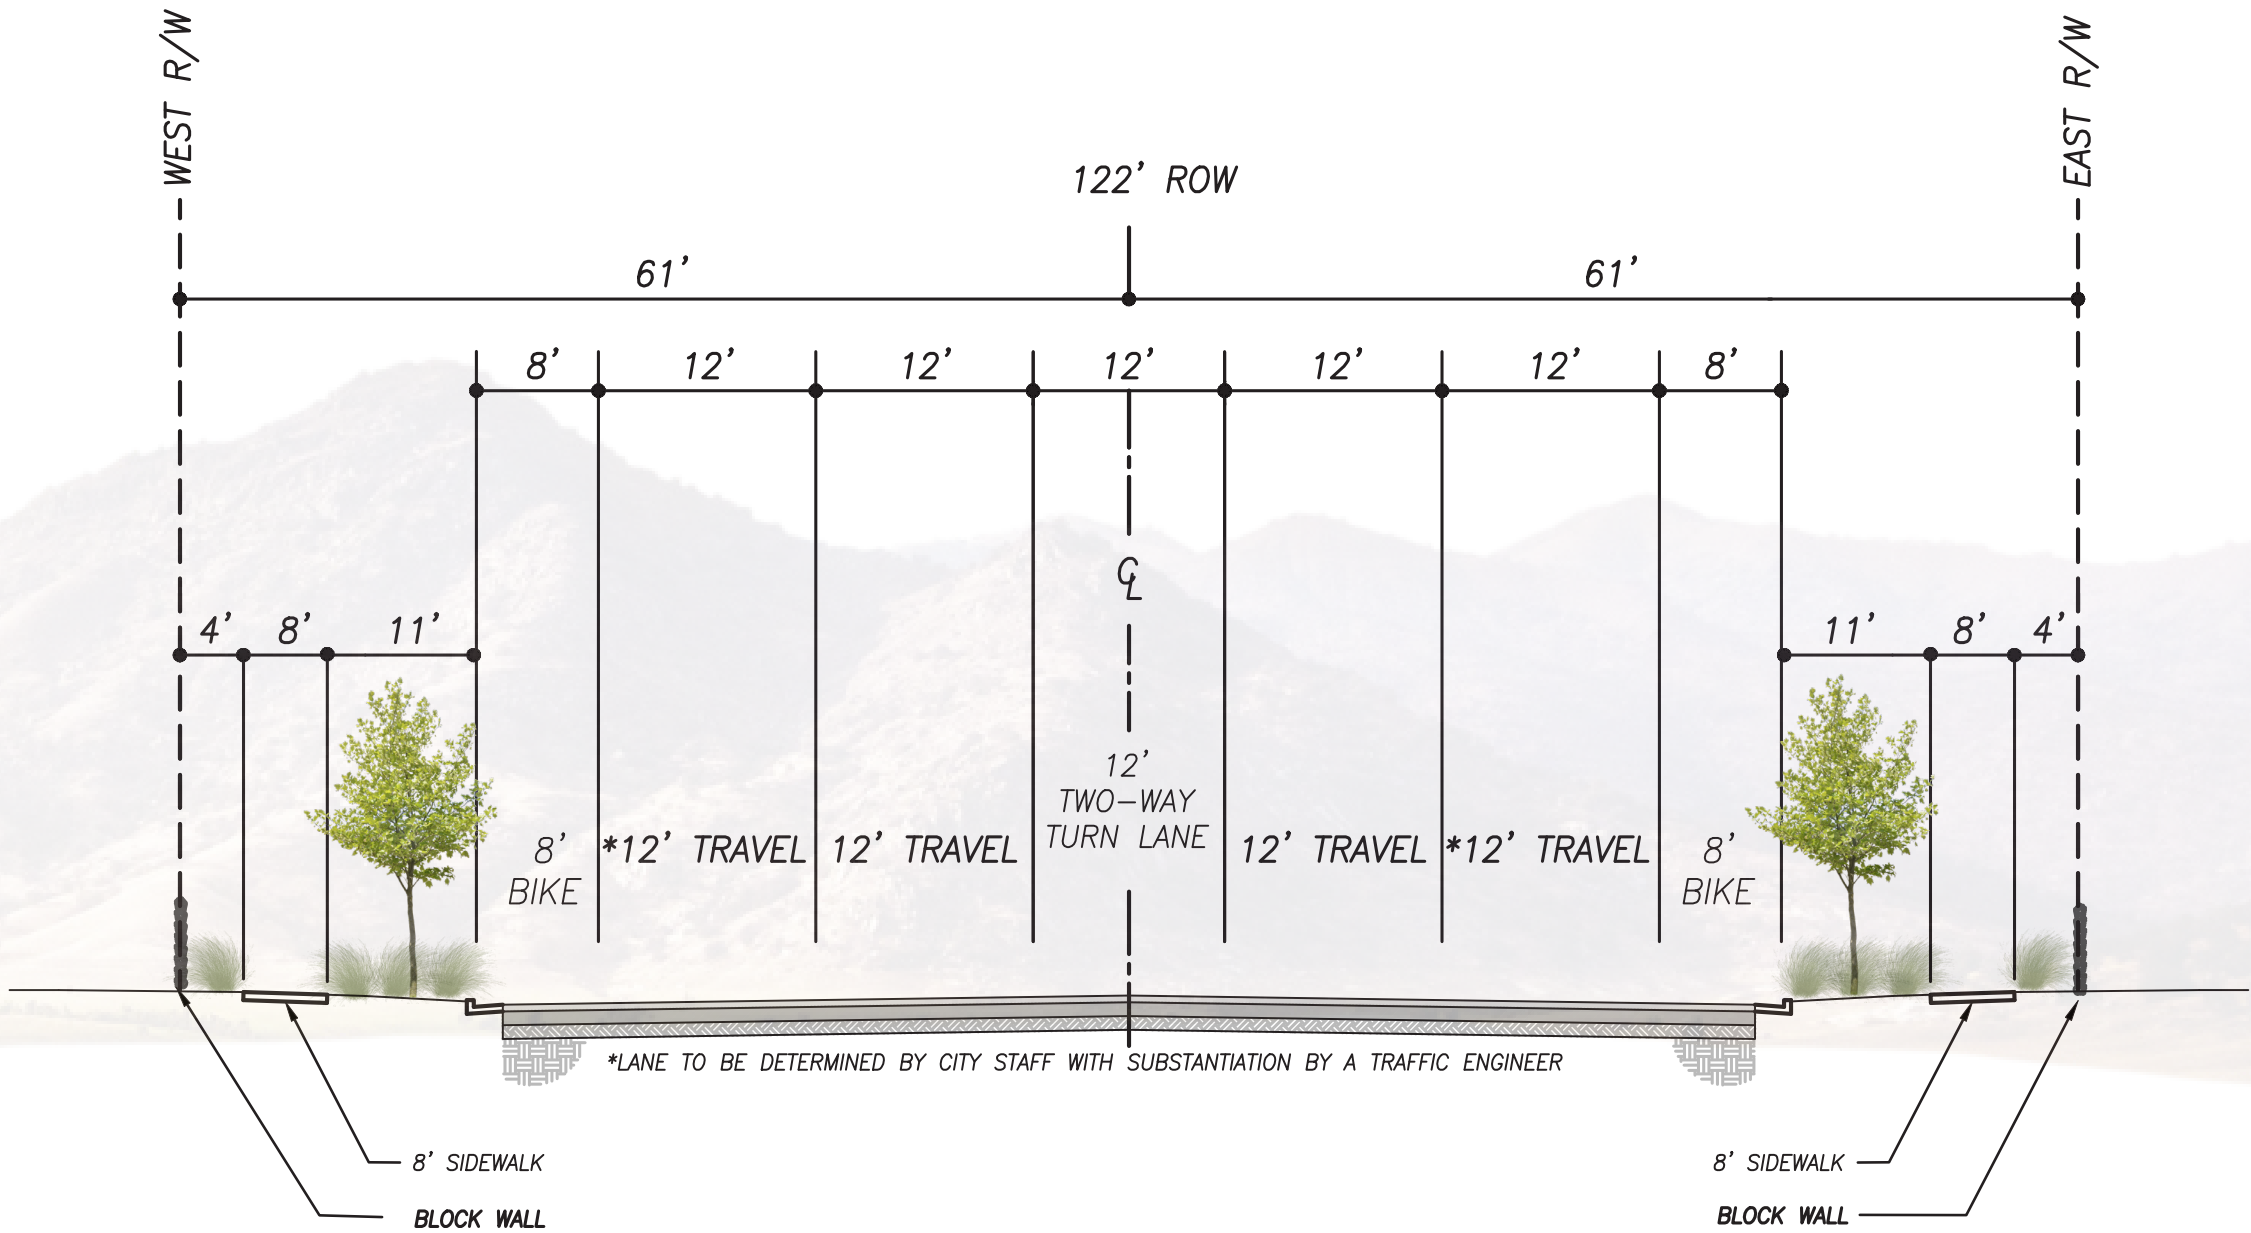 WEST R/W
EAST R/W
122' ROW
61'
61'
8'
12'
12'
12'
12'
12'
8'
℄
4'
8'
11'
11'
8'
4'
8'
BIKE
*12' TRAVEL
12' TRAVEL
12'
TWO-WAY
TURN LANE
12' TRAVEL
*12' TRAVEL
8'
BIKE
*LANE TO BE DETERMINED BY CITY STAFF WITH SUBSTANTIATION BY A TRAFFIC ENGINEER
8' SIDEWALK
BLOCK WALL
8' SIDEWALK
BLOCK WALL